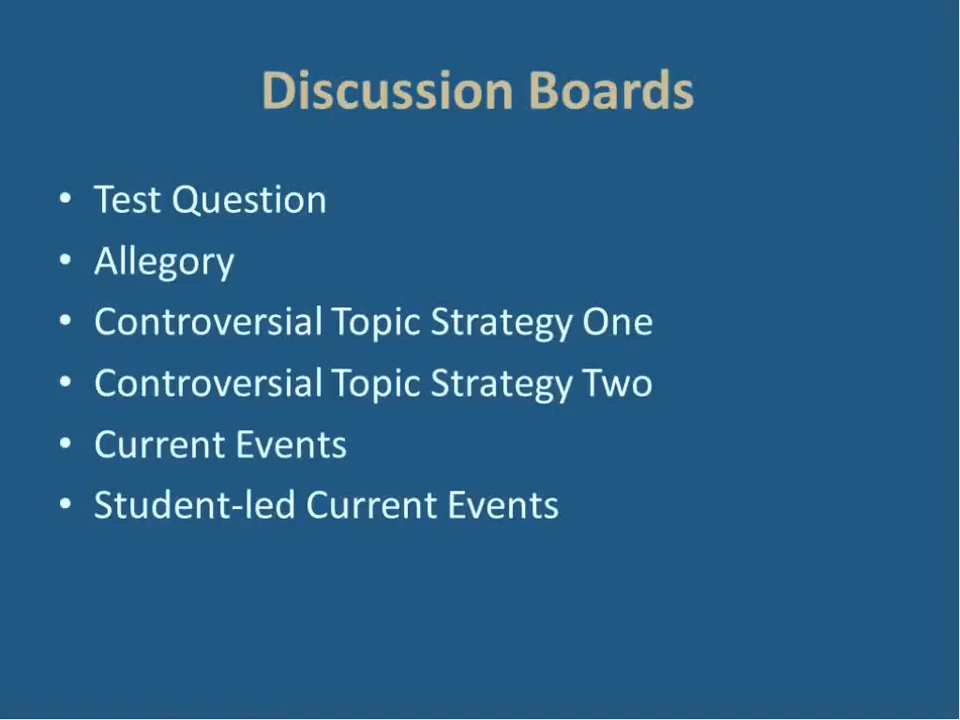 Discussion Boards
• Test Question
• Allegory
• Controversial Topic Strategy One
• Controversial Topic Strategy Two
• Current Events
• Student-led Current Events